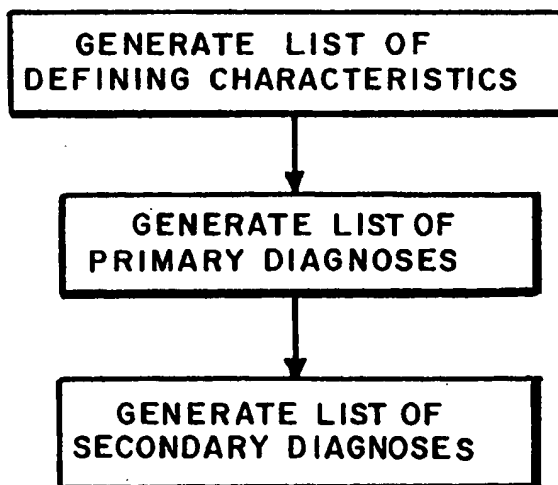 GENERATE LIST OF
DEFINING CHARACTERISTICS
GENERATE LIST OF
PRIMARY DIAGNOSES
GENERATE LIST OF
SECONDARY DIAGNOSES